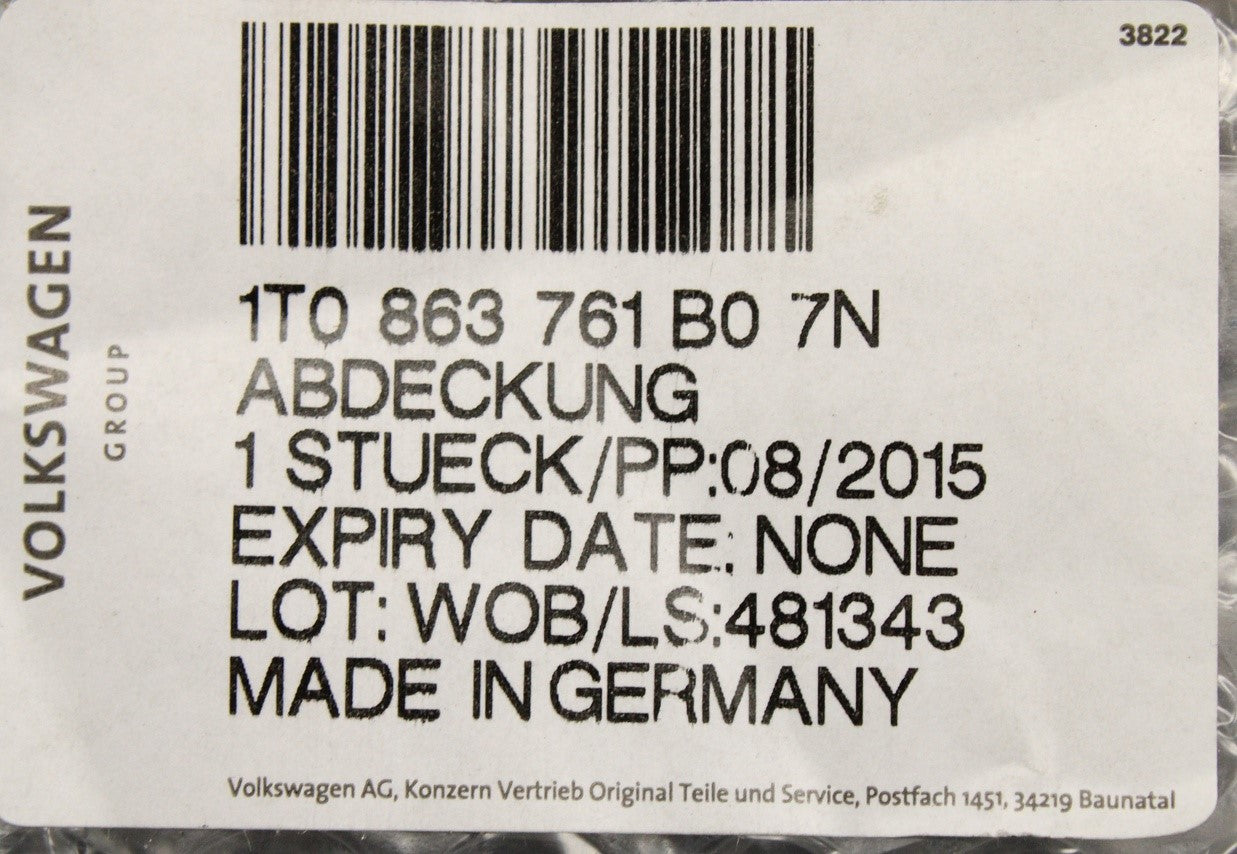 3822
VOLKSWAGEN
GROUP
1T0 863 761 B0 7N
ABDECKUNG
1 STUECK/PP:08/2015
EXPIRY DATE: NONE
LOT: WOB/LS:481343
MADE IN GERMANY
Volkswagen AG, Konzern Vertrieb Original Teile und Service, Postfach 1451, 34219 Baunatal